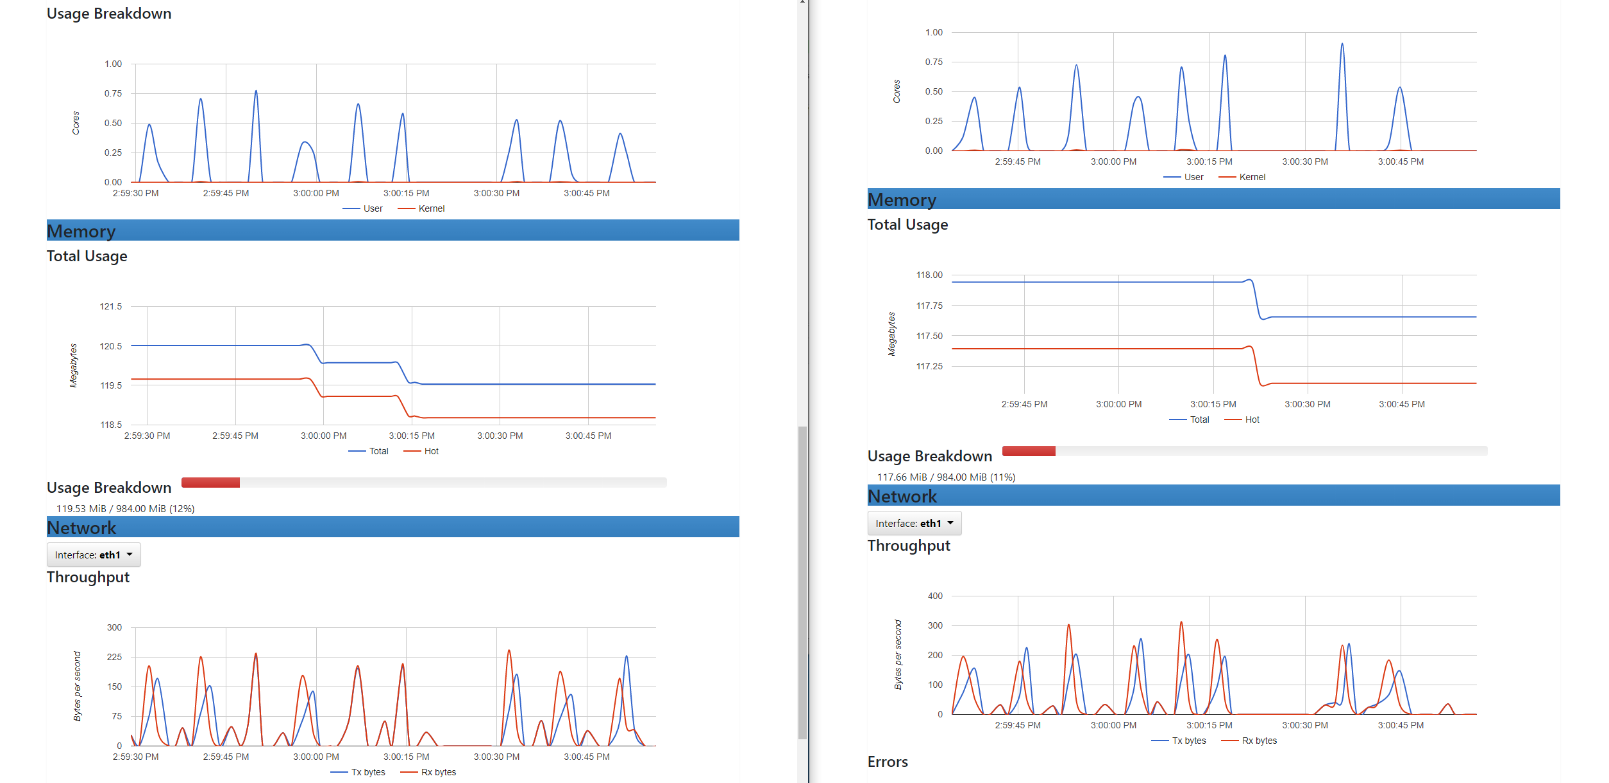 Usage Breakdown
1.00
0.75
0.50
0.25
0.00
Cores
2:59:30 PM 2:59:45 PM 3:00:00 PM 3:00:15 PM 3:00:30 PM 3:00:45 PM
User Kernel
Memory
Total Usage
121.5
120.5
119.5
118.5
Megabytes
2:59:30 PM 2:59:45 PM 3:00:00 PM 3:00:15 PM 3:00:30 PM 3:00:45 PM
Total Hot
Usage Breakdown
119.53 MiB / 984.00 MiB (12%)
Network
Interface: eth1
Throughput
300
225
150
75
0
Bytes per second
2:59:30 PM 2:59:45 PM 3:00:00 PM 3:00:15 PM 3:00:30 PM 3:00:45 PM
Tx bytes Rx bytes
1.00
0.75
0.50
0.25
0.00
Cores
2:59:45 PM 3:00:00 PM 3:00:15 PM 3:00:30 PM 3:00:45 PM
User Kernel
Memory
Total Usage
118.00
117.75
117.50
117.25
Megabytes
2:59:45 PM 3:00:00 PM 3:00:15 PM 3:00:30 PM 3:00:45 PM
Total Hot
Usage Breakdown
117.66 MiB / 984.00 MiB (11%)
Network
Interface: eth1
Throughput
400
300
200
100
0
Bytes per second
2:59:45 PM 3:00:00 PM 3:00:15 PM 3:00:30 PM 3:00:45 PM
Tx bytes Rx bytes
Errors